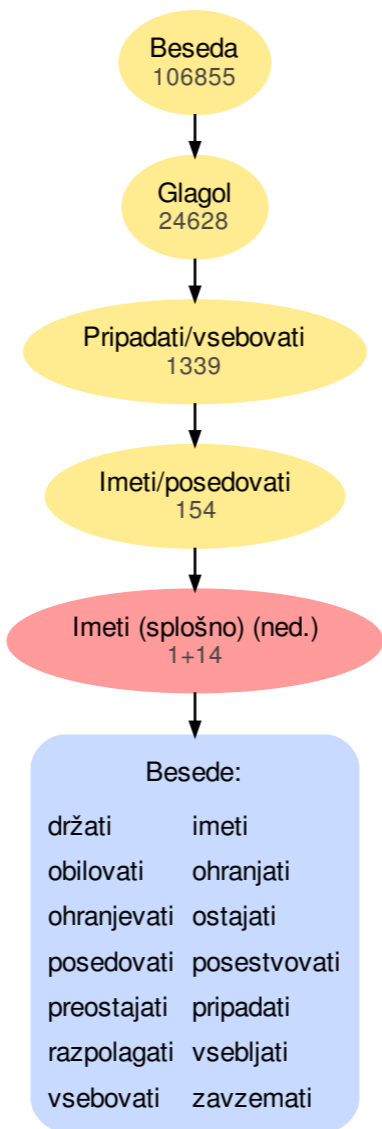 Beseda
106855
Glagol
24628
Pripadati/vsebovati
1339
Imeti/posedovati
154
Imeti (splošno) (ned.)
1+14
Besede:
držati imeti
obilovati ohranjati
ohranjevati ostajati
posedovati posestvovati
preostajati pripadati
razpolagati vsebljati
vsebovati zavzemati